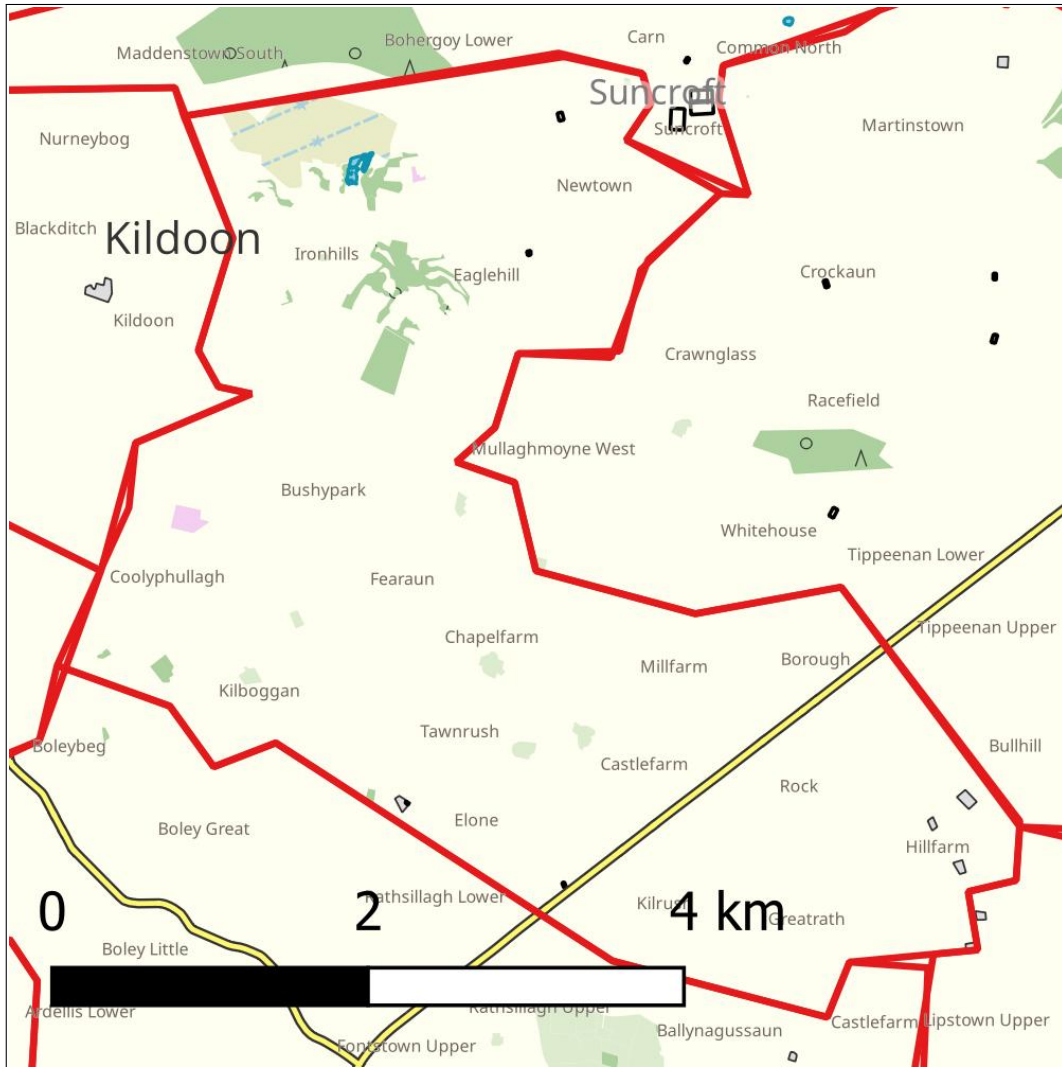 Bohergoy Lower
Carn
Common North
Maddenstown South
Suncroft
Martinstown
Suncroft
Nurneybog
Newtown
Blackditch
Kildoon
Ironhills
Eaglehill
Crockaun
Kildoon
Crawnglass
Racefield
Mullaghmoyne West
Bushypark
Whitehouse
Tippeenan Lower
Coolyphullagh
Fearaun
Tippeenan Upper
Chapelfarm
Borough
Millfarm
Kilboggan
Tawnrush
Boleybeg
Bullhill
Castlefarm
Rock
Elone
Boley Great
Hillfarm
Rathsillagh Lower
Kilrush
0 2 4 km
Greatrath
Boley Little
Rathsillagh Upper
Ardellis Lower
Castlefarm
Lipstown Upper
Ballynagussaun
Fontstown Upper